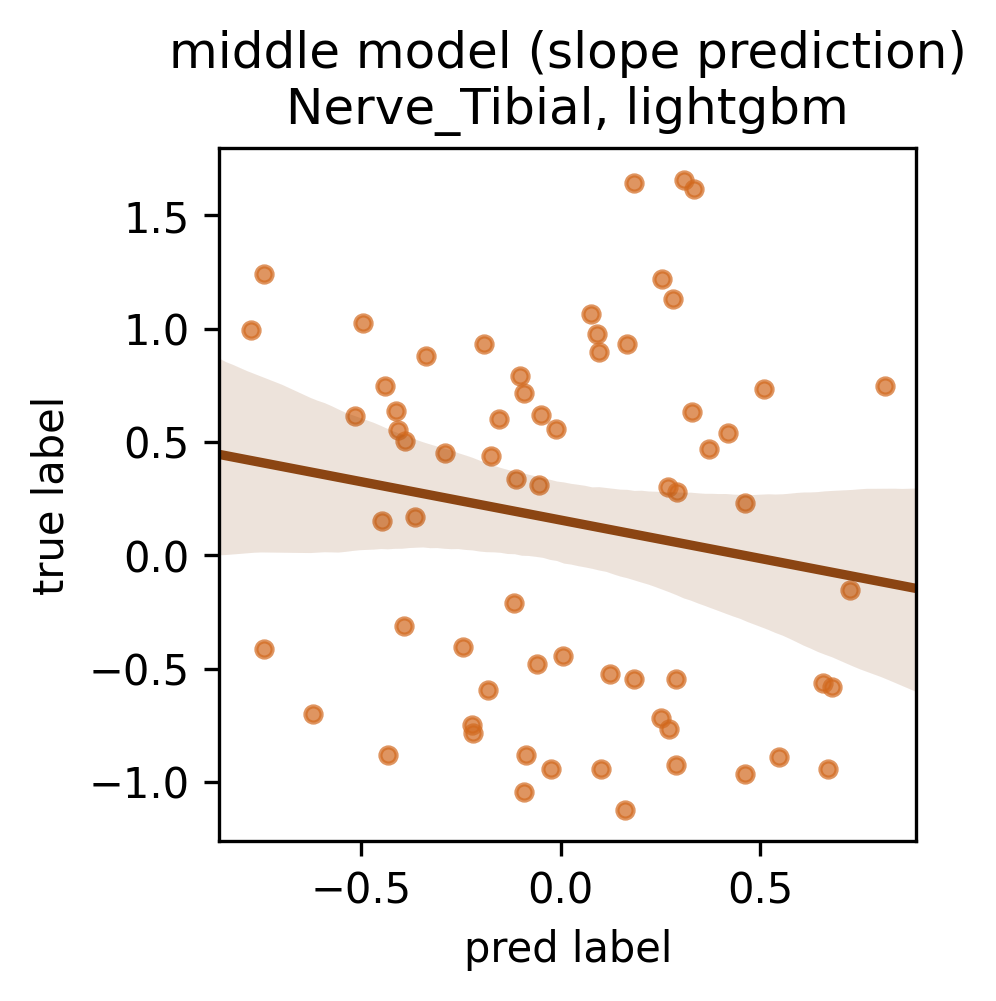 middle model (slope prediction)
Nerve_Tibial, lightgbm
1.5
1.0
0.5
0.0
−0.5
−1.0
true label
−0.5
0.0
0.5
pred label